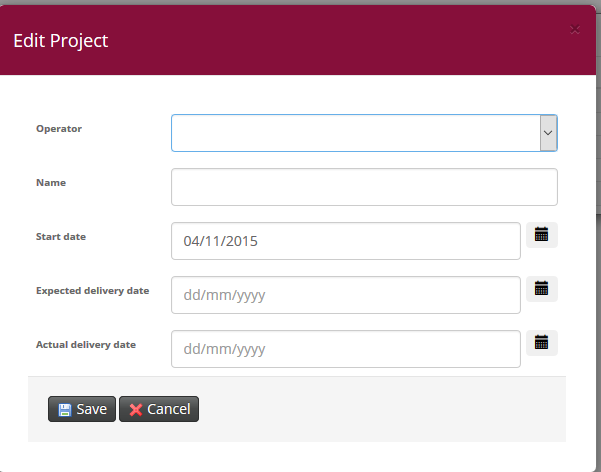 Edit Project
×
Operator
Name
Start date
04/11/2015
Expected delivery date
dd/mm/yyyy
Actual delivery date
dd/mm/yyyy
Save Cancel